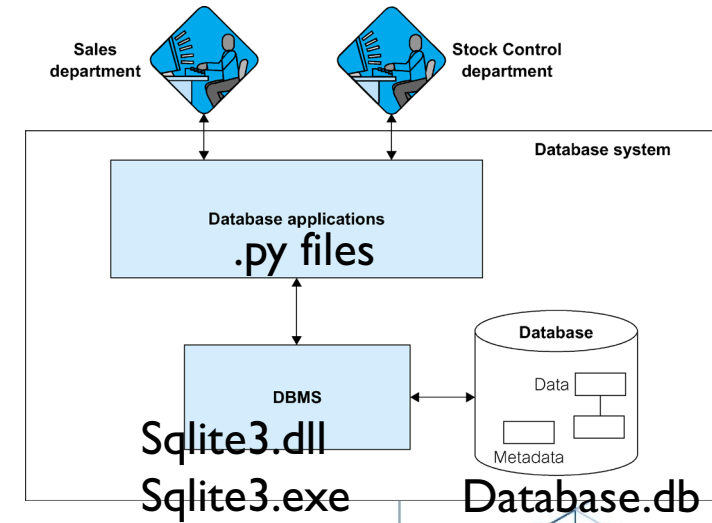 Sales
department
Stock Control
department
Database system
Database applications
.py files
Database
DBMS
Data
Metadata
Sqlite3.dll
Sqlite3.exe
Database.db